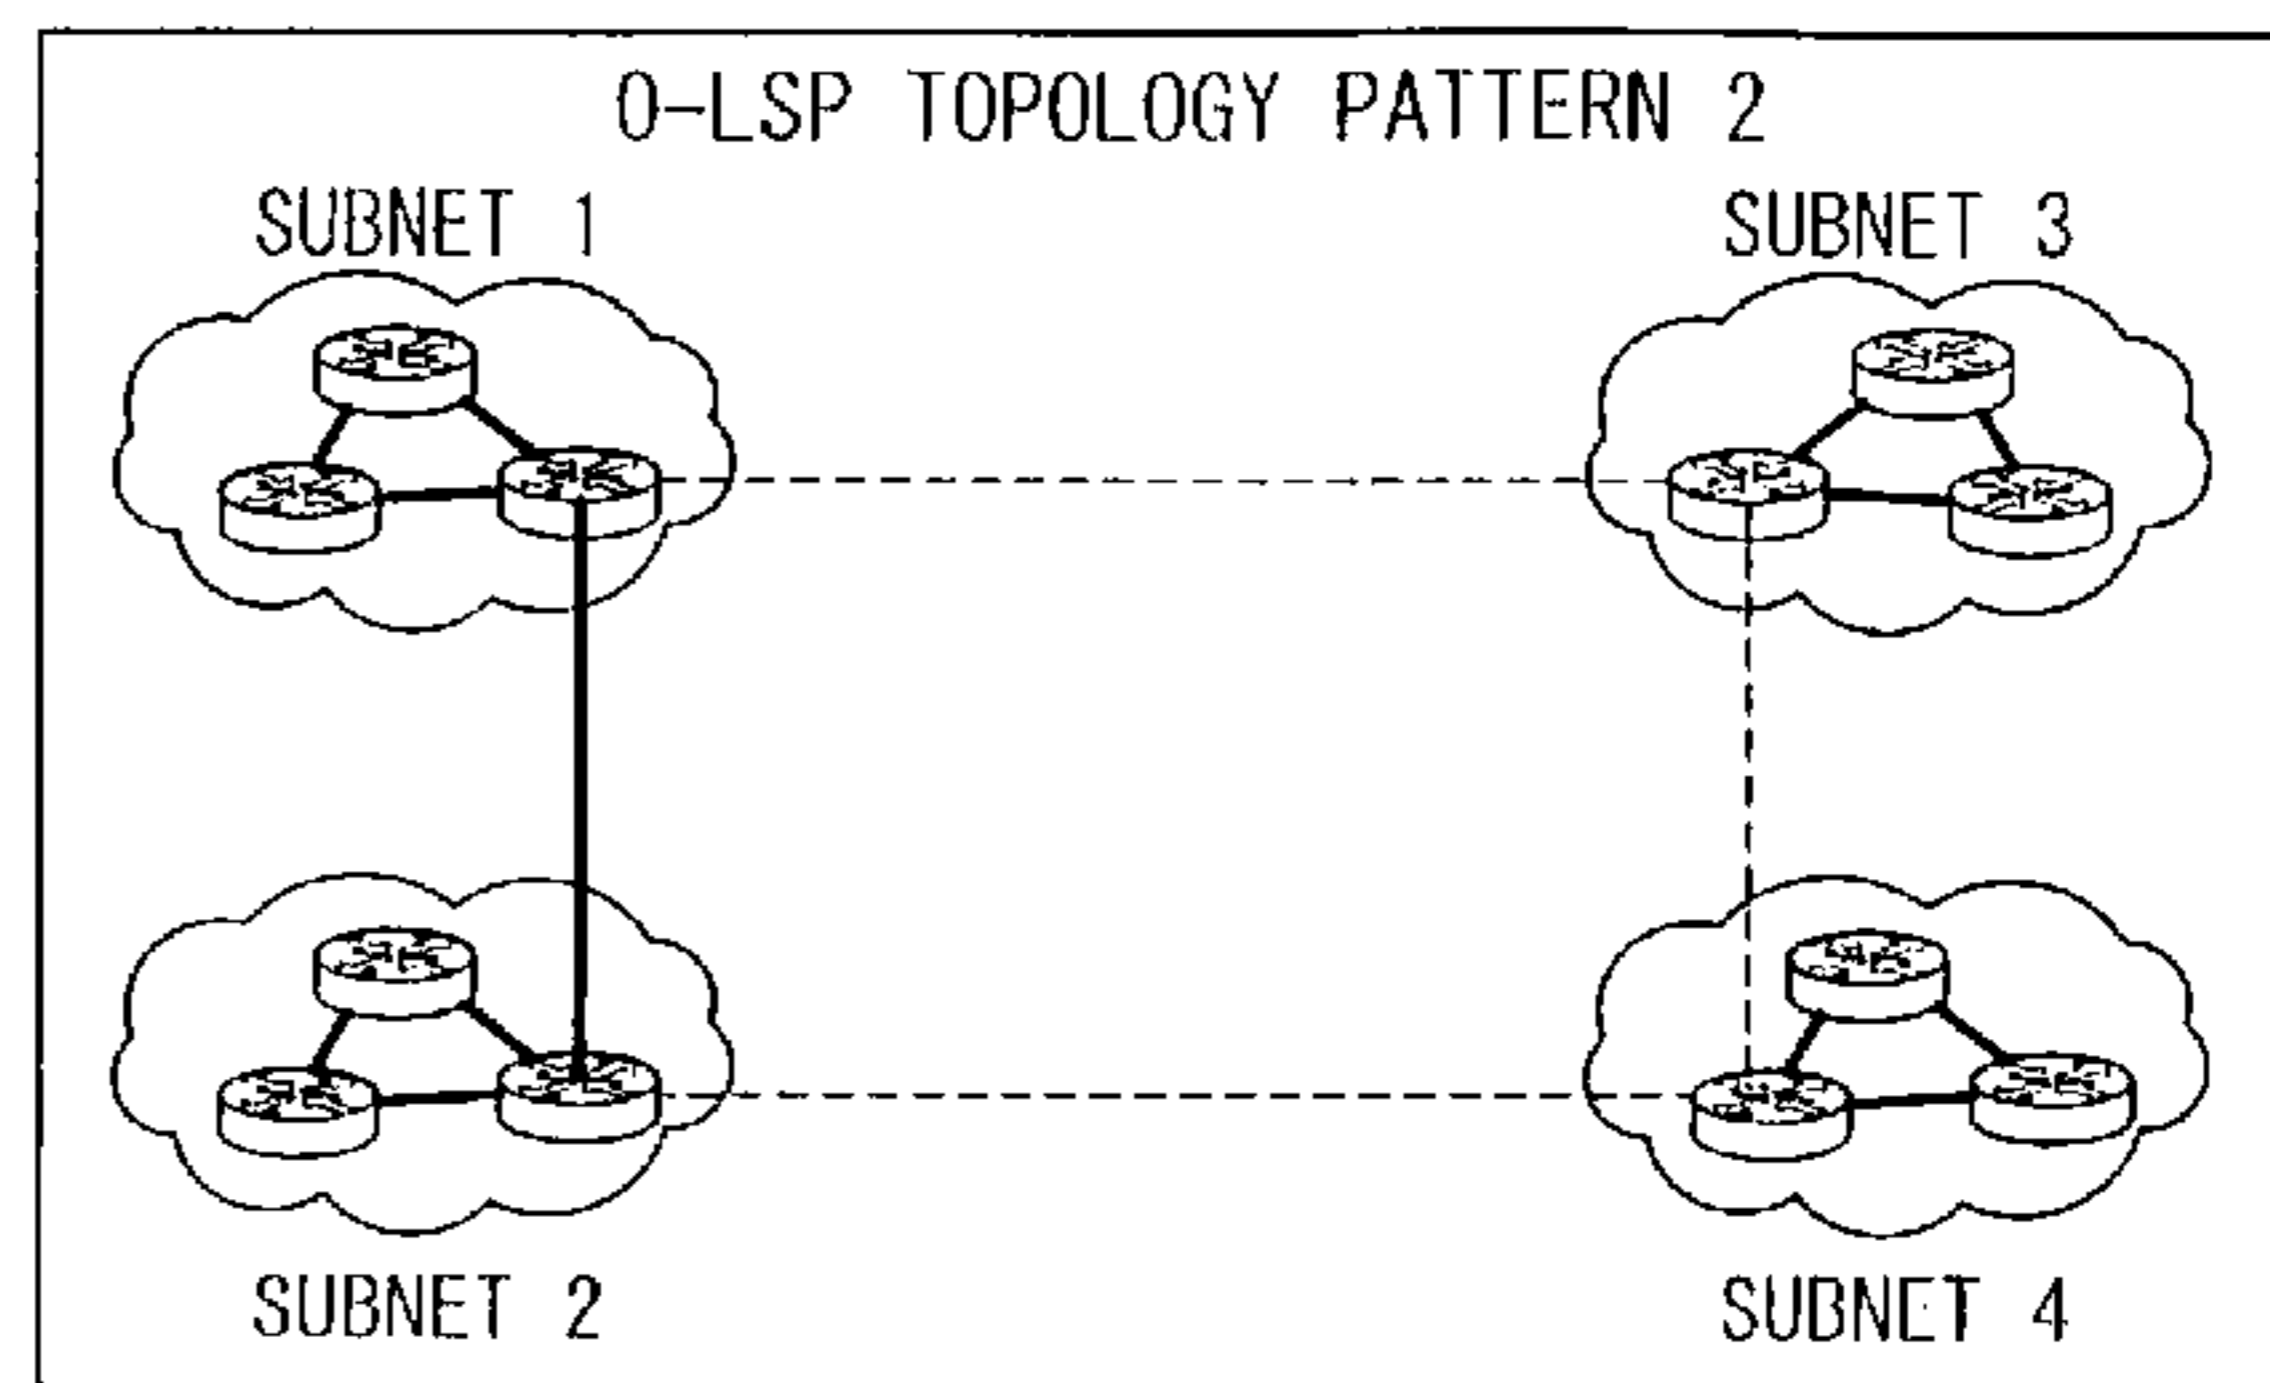 O-LSP TOPOLOGY PATTERN 2
SUBNET 1
SUBNET 3
SUBNET 2
SUBNET 4